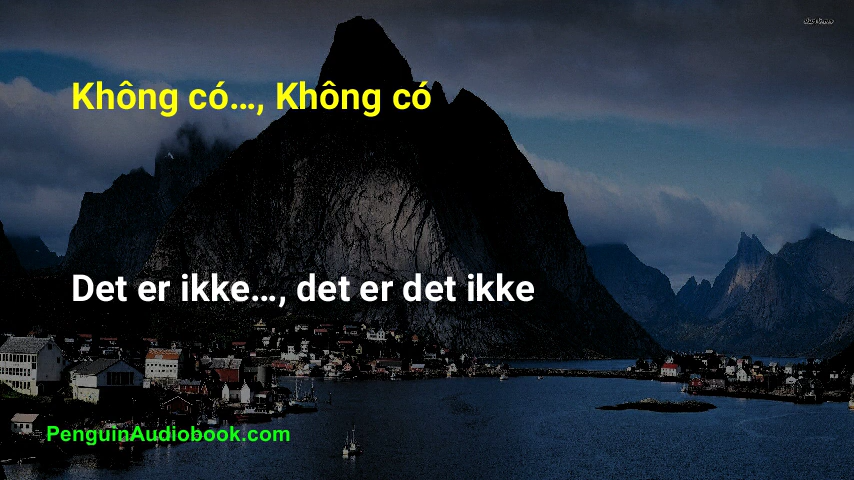 Không có..., Không có
Det er ikke..., det er det ikke
PenguinAudiobook.com